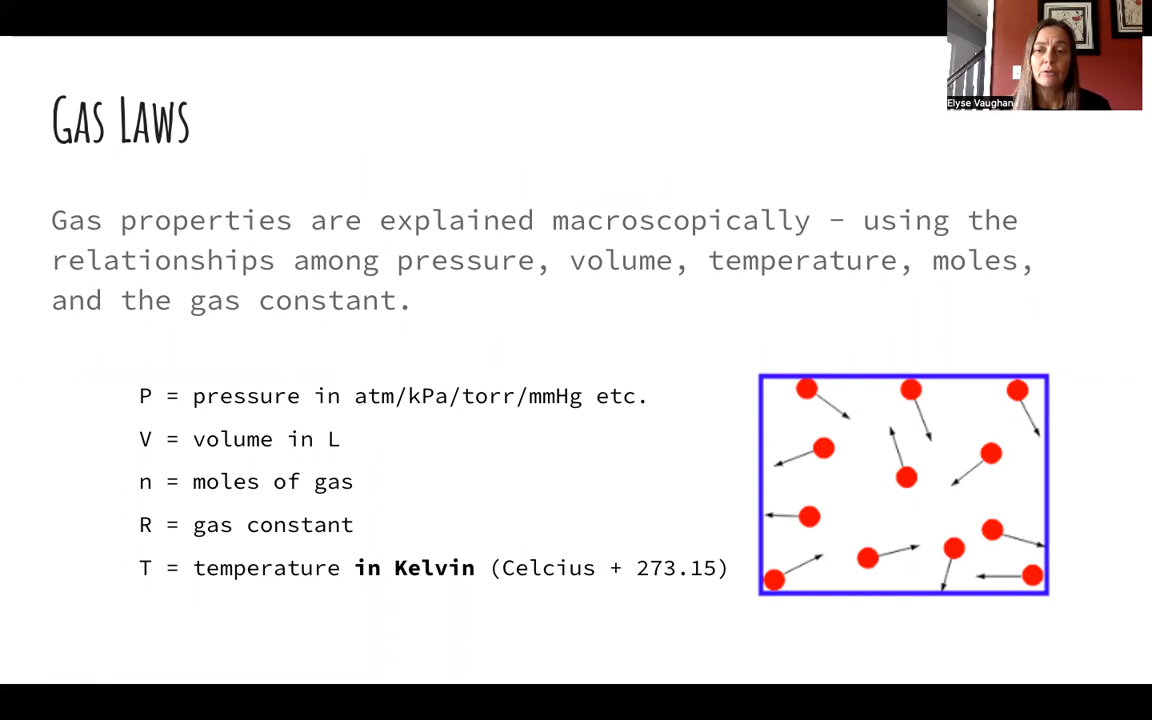 Gas Laws
Elyse Vaughan
Gas properties are explained macroscopically - using the
relationships among pressure, volume, temperature, moles,
and the gas constant.
P = pressure in atm/kPa/torr/mmHg etc.
V = volume in L
n = moles of gas
R = gas constant
T = temperature in Kelvin (Celcius + 273.15)